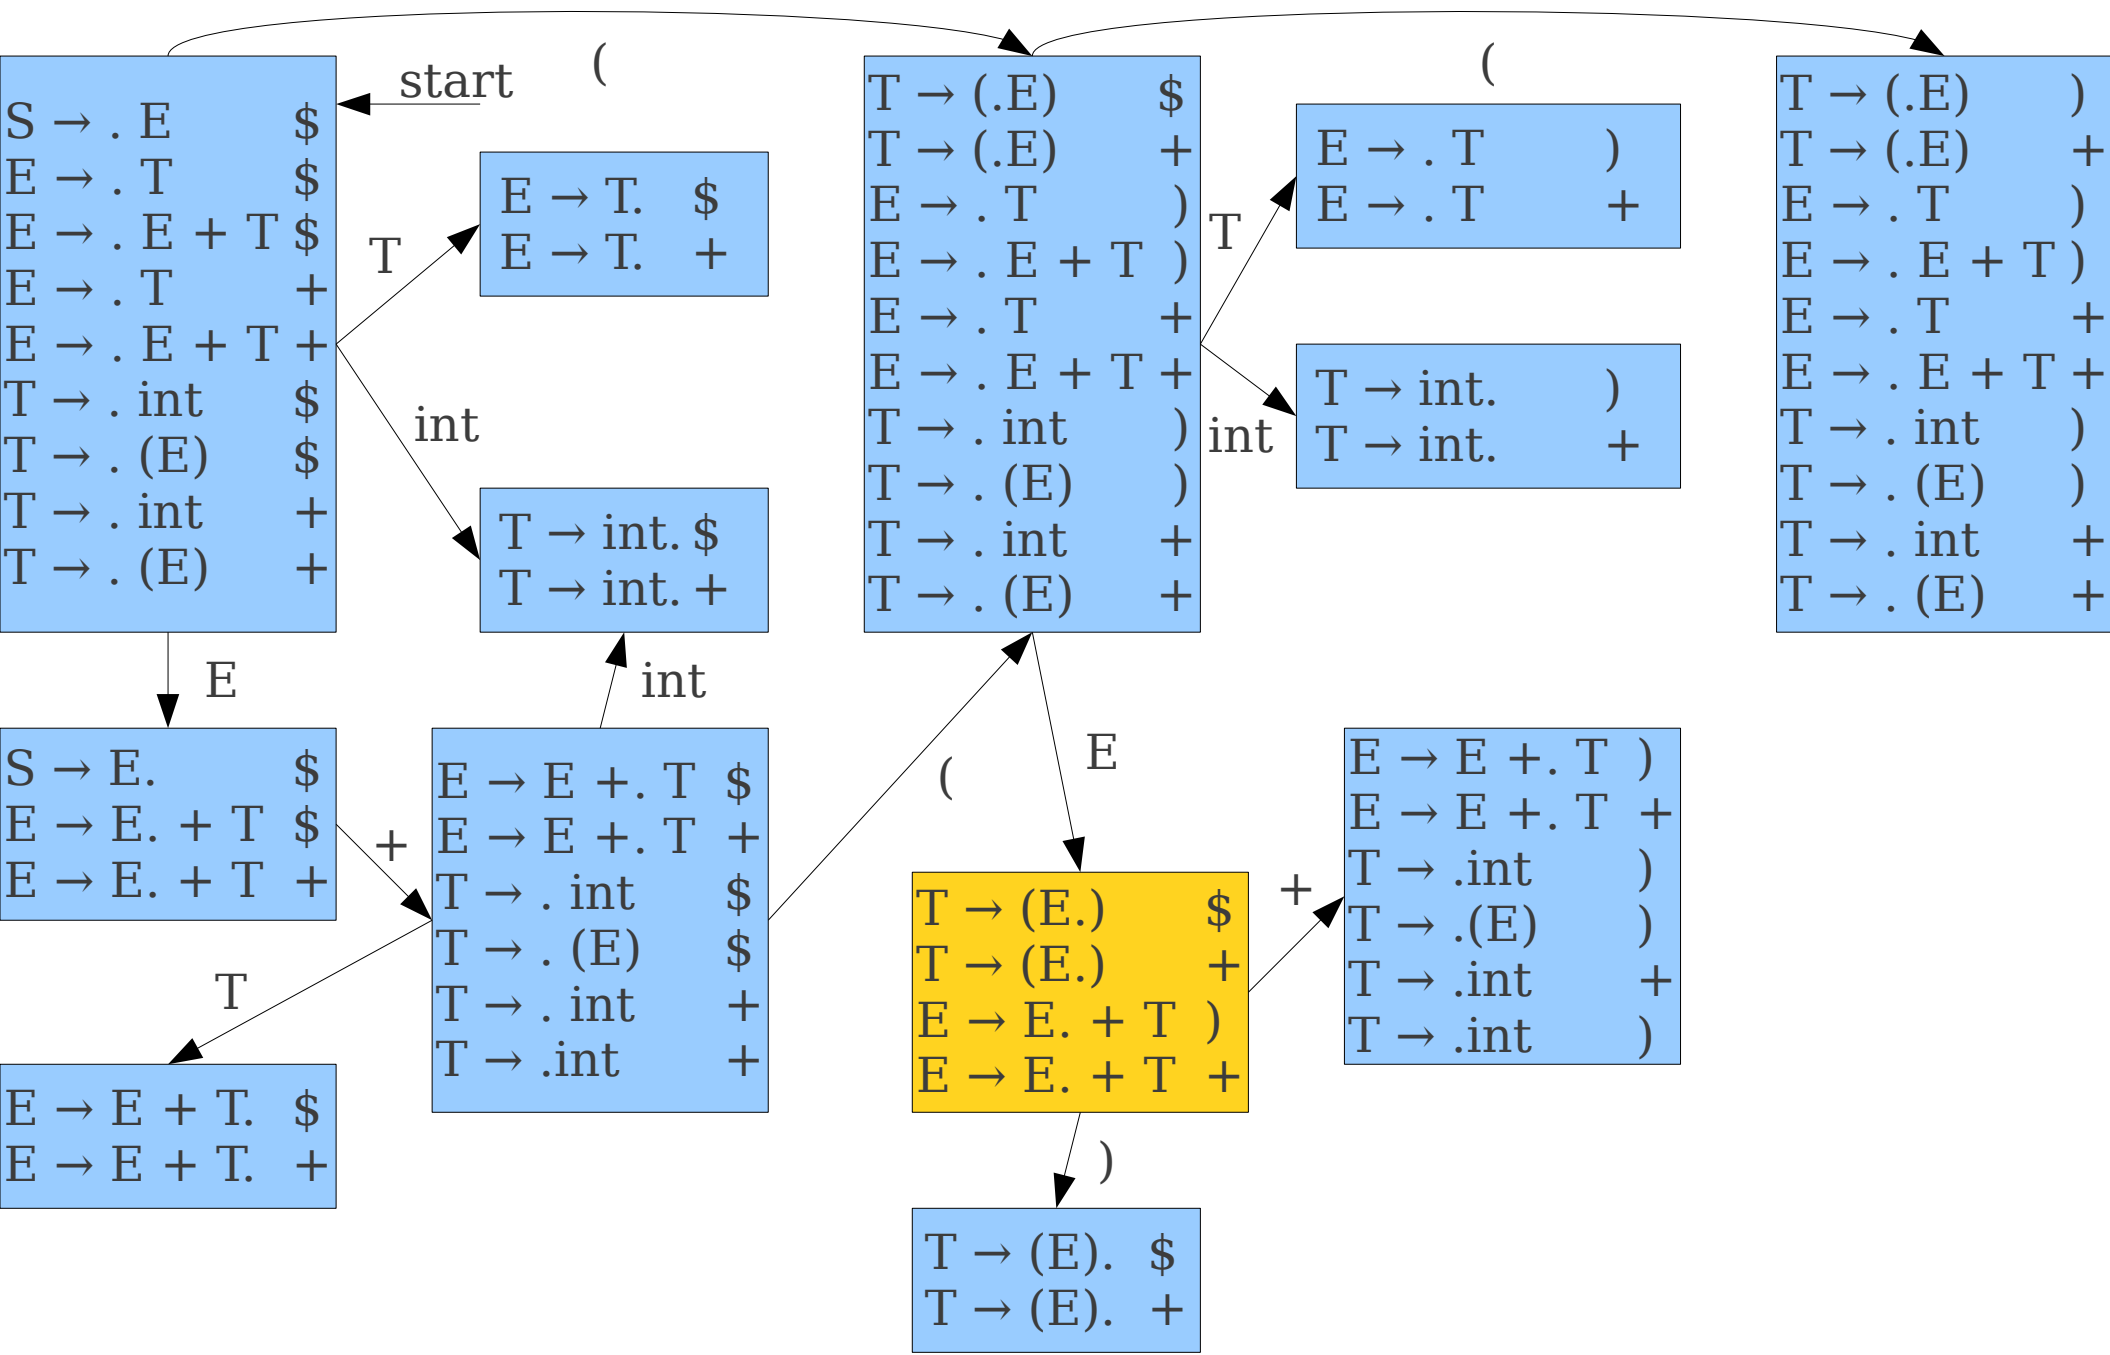 start
(
(
S → . E $
E → . T $
E → . E + T $
E → . T +
E → . E + T +
T → . int $
T → . (E) $
T → . int +
T → . (E) +
T
E → T. $
E → T. +
int
T → int. $
T → int. +
T → (.E) $
T → (.E) +
E → . T )
E → . E + T )
E → . T +
E → . E + T +
T → . int )
T → . (E) )
T → . int +
T → . (E) +
T
E → . T )
E → . T +
int
T → int. )
T → int. +
T → (.E) )
T → (.E) +
E → . T )
E → . E + T )
E → . T +
E → . E + T +
T → . int )
T → . (E) )
T → . int +
T → . (E) +
E
int
S → E. $
E → E. + T $
E → E. + T +
+
E → E +. T $
E → E +. T +
T → . int $
T → . (E) $
T → . int +
T → .int +
(
E
T
E → E + T. $
E → E + T. +
T → (E.) $
T → (E.) +
E → E. + T )
E → E. + T +
+
E → E +. T )
E → E +. T +
T → .int )
T → .(E) )
T → .int +
T → .int )
)
T → (E). $
T → (E). +